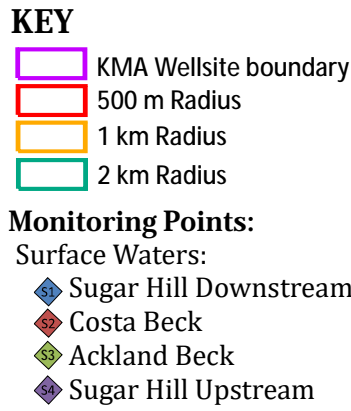 KEY
KMA Wellsite boundary
500 m Radius
1 km Radius
2 km Radius
Monitoring Points:
Surface Waters:
S1 Sugar Hill Downstream
S2 Costa Beck
S3 Ackland Beck
S4 Sugar Hill Upstream